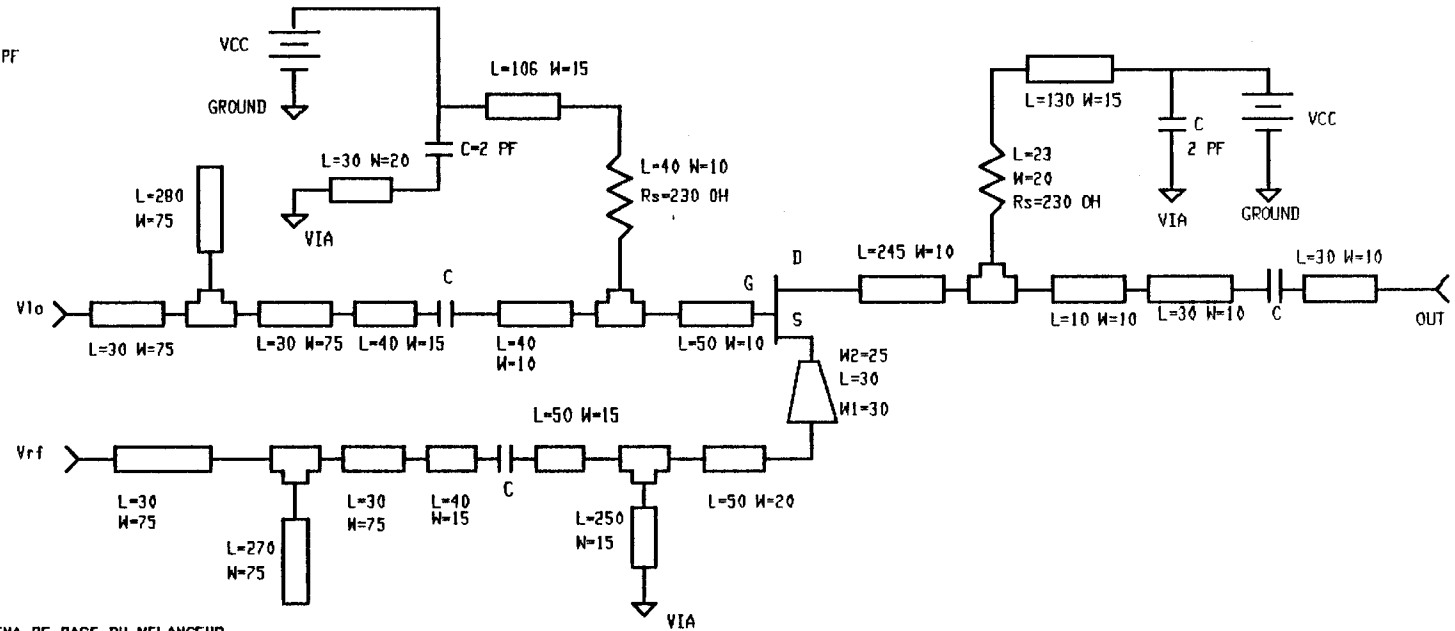 PF
VCC
GROUND
L=106 W=15
C=2 PF
L=30 W=20
VIA
L=40 W=10
Rs=230 OH
L=280
W=75
L=130 W=15
L=23
W=20
Rs=230 OH
C
2 PF
VCC
VIA
GROUND
Vlo
L=30 W=75
L=30 W=75
L=40 W=15
C
L=40
W=10
L=50 W=10
G
D
S
L=245 W=10
L=10 W=10
L=30 W=10
C
L=30 W=10
OUT
W2=25
L=30
W1=30
Vrf
L=30
W=75
L=270
W=75
L=30
W=75
L=40
W=15
C
L=50 W=15
L=250
W=15
VIA
L=50 W=20
DU MELANGEUR